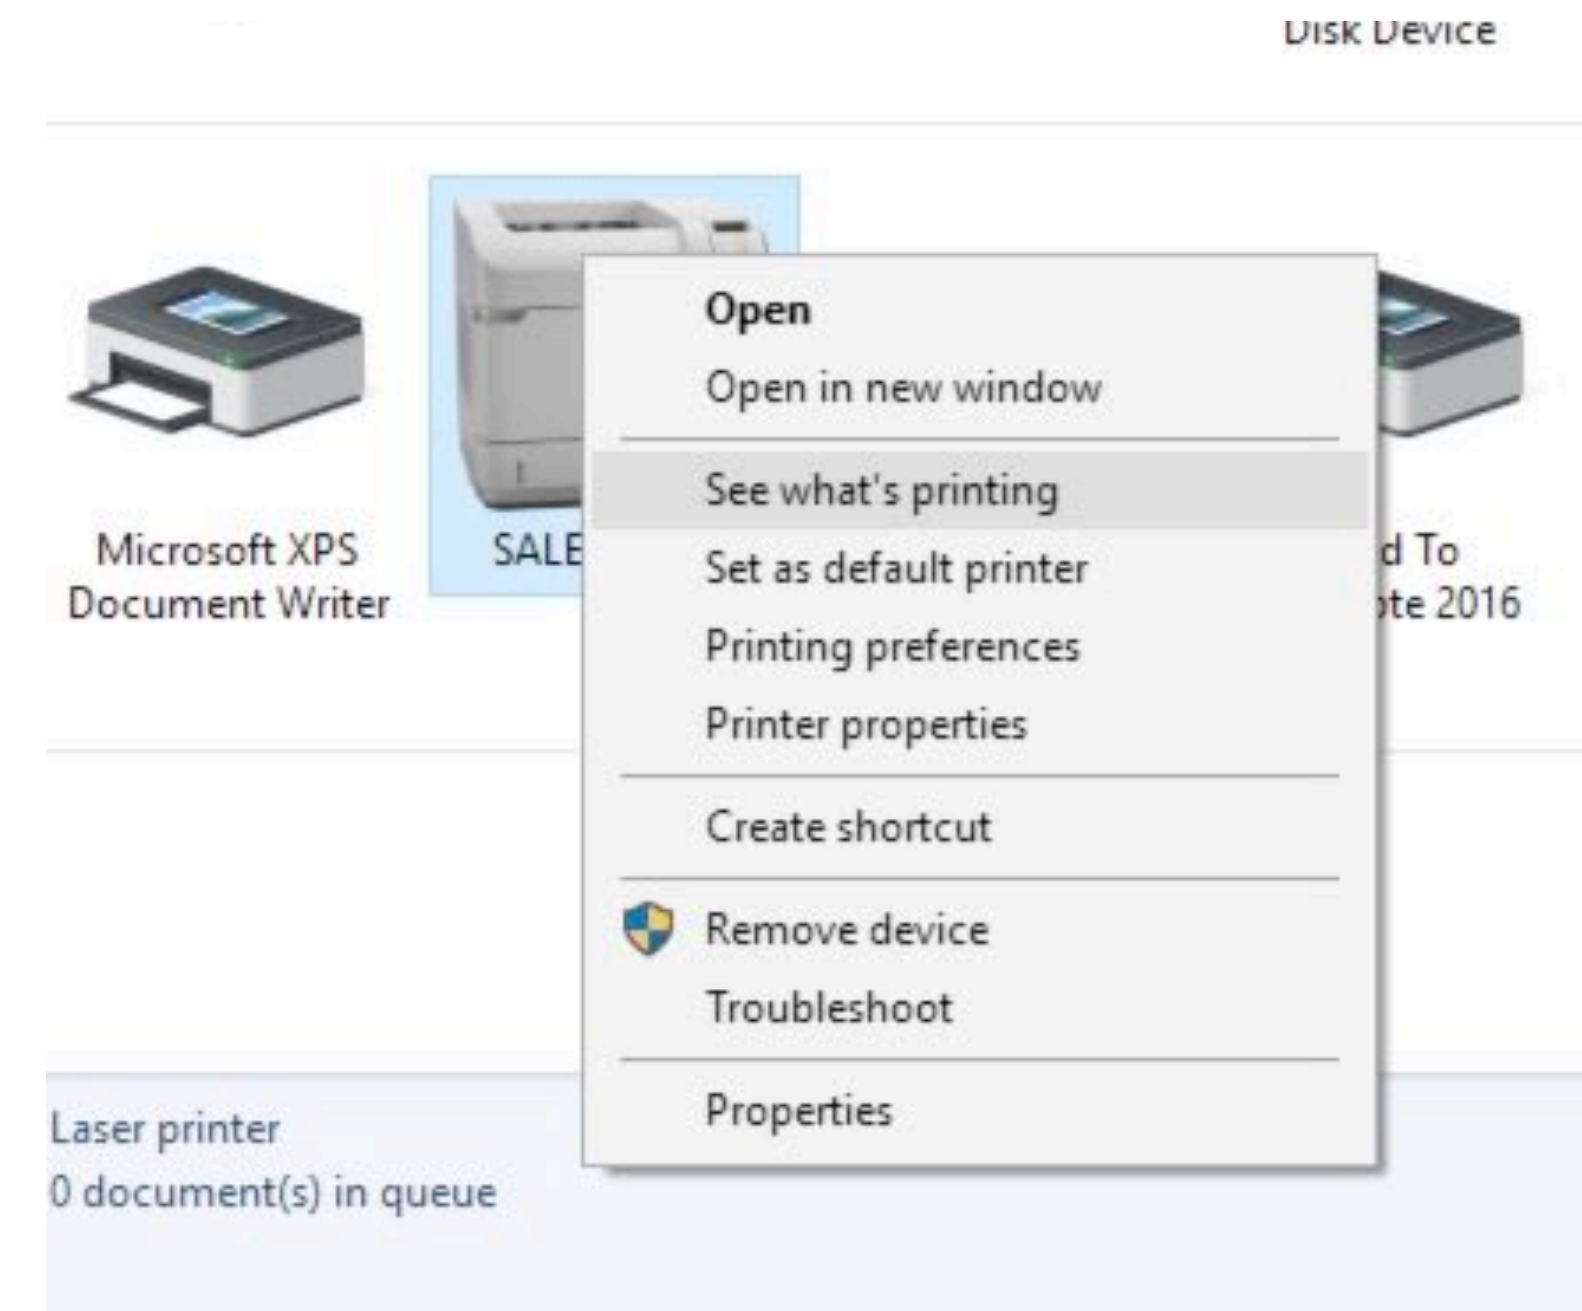 Disk Device
Microsoft XPS
Document Writer
SALE
Open
Open in new window
See what's printing
Set as default printer
Printing preferences
Printer properties
Create shortcut
Remove device
Troubleshoot
Properties
d To
ote 2016
Laser printer
0 document(s) in queue